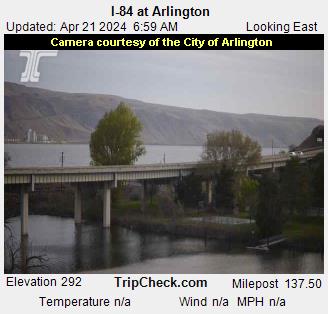 I-84 at Arlington
Updated: Apr 21 2024 6:59 AM Looking East
Camera courtesy of the City of Arlington
Elevation 292 TripCheck.com Milepost 137.50
Temperature n/a Wind n/a MPH n/a